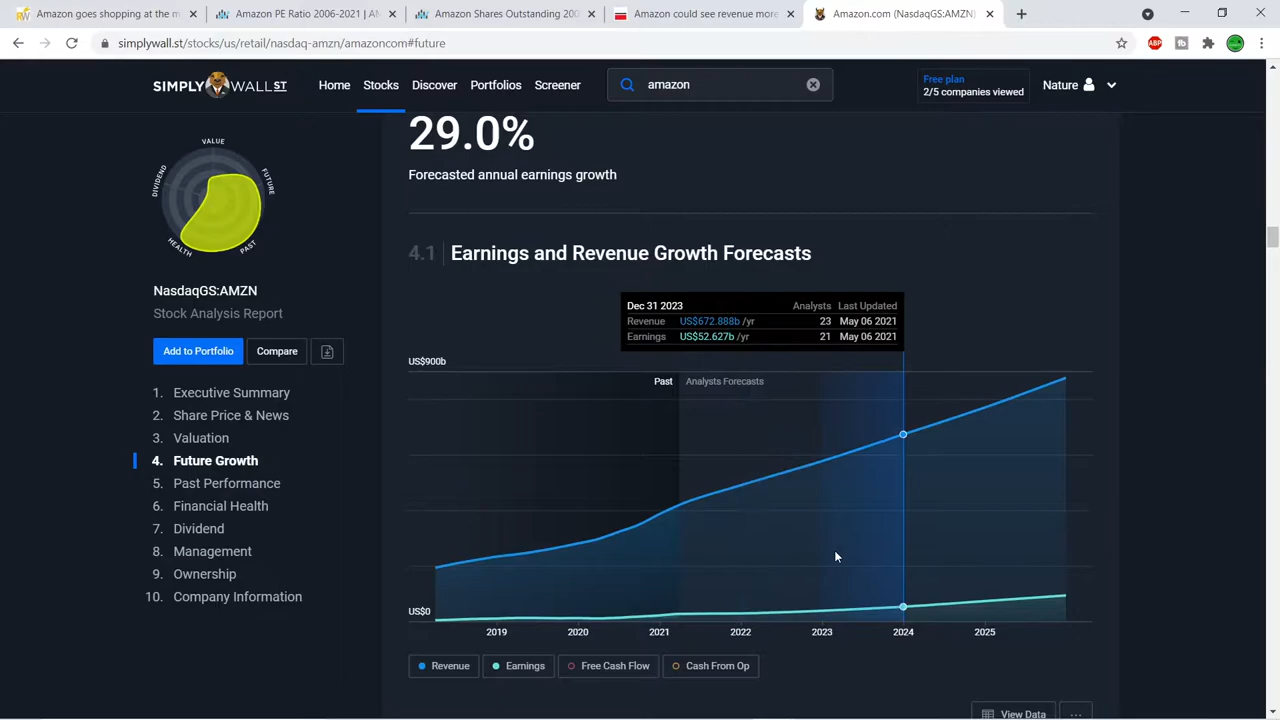 Amazon goes shopping at the m
Amazon PE Ratio 2006-2021 | AM
Amazon Shares Outstanding 200
Amazon could see revenue more
Amazon.com (NasdaqGS:AMZN)
simplywall.st/stocks/us/retail/nasdaq-amzn/amazoncom#future
ABP
SIMPLY WALL ST
Home Stocks Discover Portfolios Screener
amazon
Free plan
2/5 companies viewed
Nature
VALUE
FUTURE
PAST
HEALTH
DIVIDEND
NasdaqGS:AMZN
Stock Analysis Report
Add to Portfolio
Compare
1. Executive Summary
2. Share Price & News
3. Valuation
4. Future Growth
5. Past Performance
6. Financial Health
7. Dividend
8. Management
9. Ownership
10. Company Information
29.0%
Forecasted annual earnings growth
4.1 Earnings and Revenue Growth Forecasts
Dec 31 2023 Analysts Last Updated
Revenue US$672.888b /yr 23 May 06 2021
Earnings US$52.627b /yr 21 May 06 2021
US$900b
Past Analysts Forecasts
US$0
2019 2020 2021 2022 2023 2024 2025
Revenue Earnings Free Cash Flow Cash From Op
View Data ...